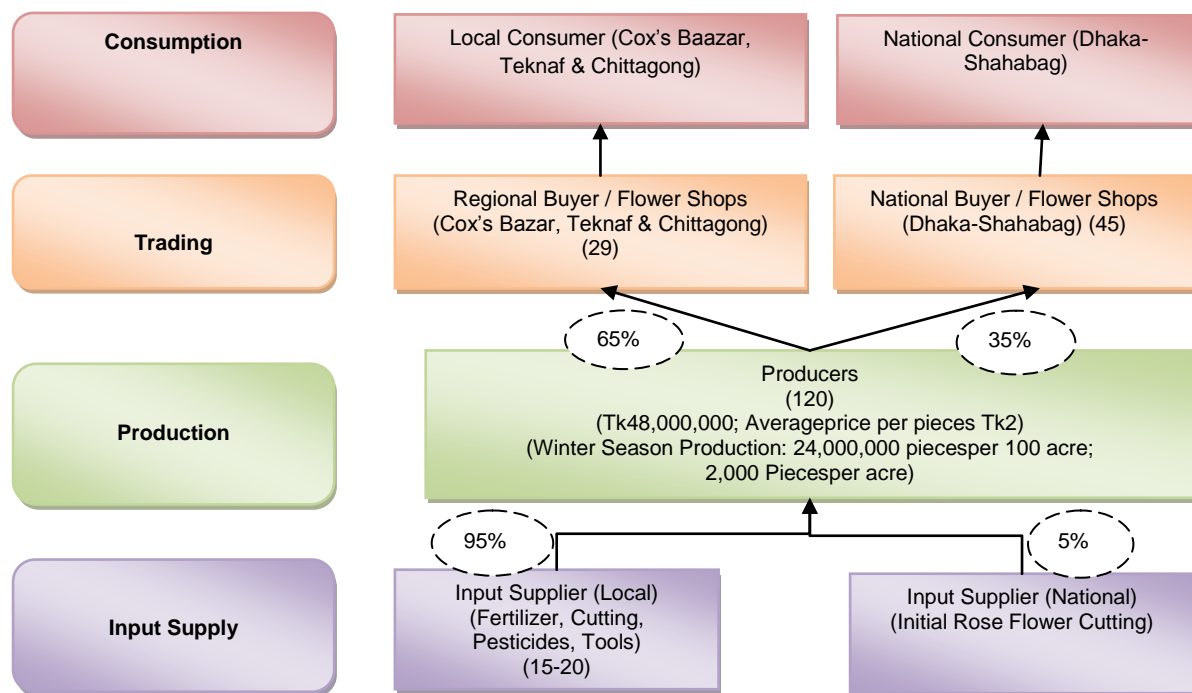 Consumption
Local Consumer (Cox's Baazar,
Teknaf & Chittagong)
National Consumer (Dhaka-
Shahabag)
Trading
Regional Buyer / Flower Shops
(Cox's Bazar, Teknaf & Chittagong)
(29)
National Buyer / Flower Shops
(Dhaka-Shahabag) (45)
65%
35%
Production
Producers
(120)
(Tk48,000,000; Averageprice per pieces Tk2)
(Winter Season Production: 24,000,000 piecesper 100 acre;
2,000 Piecesper acre)
95%
5%
Input Supply
Input Supplier (Local)
(Fertilizer, Cutting,
Pesticides, Tools)
(15-20)
Input Supplier (National)
(Initial Rose Flower Cutting)